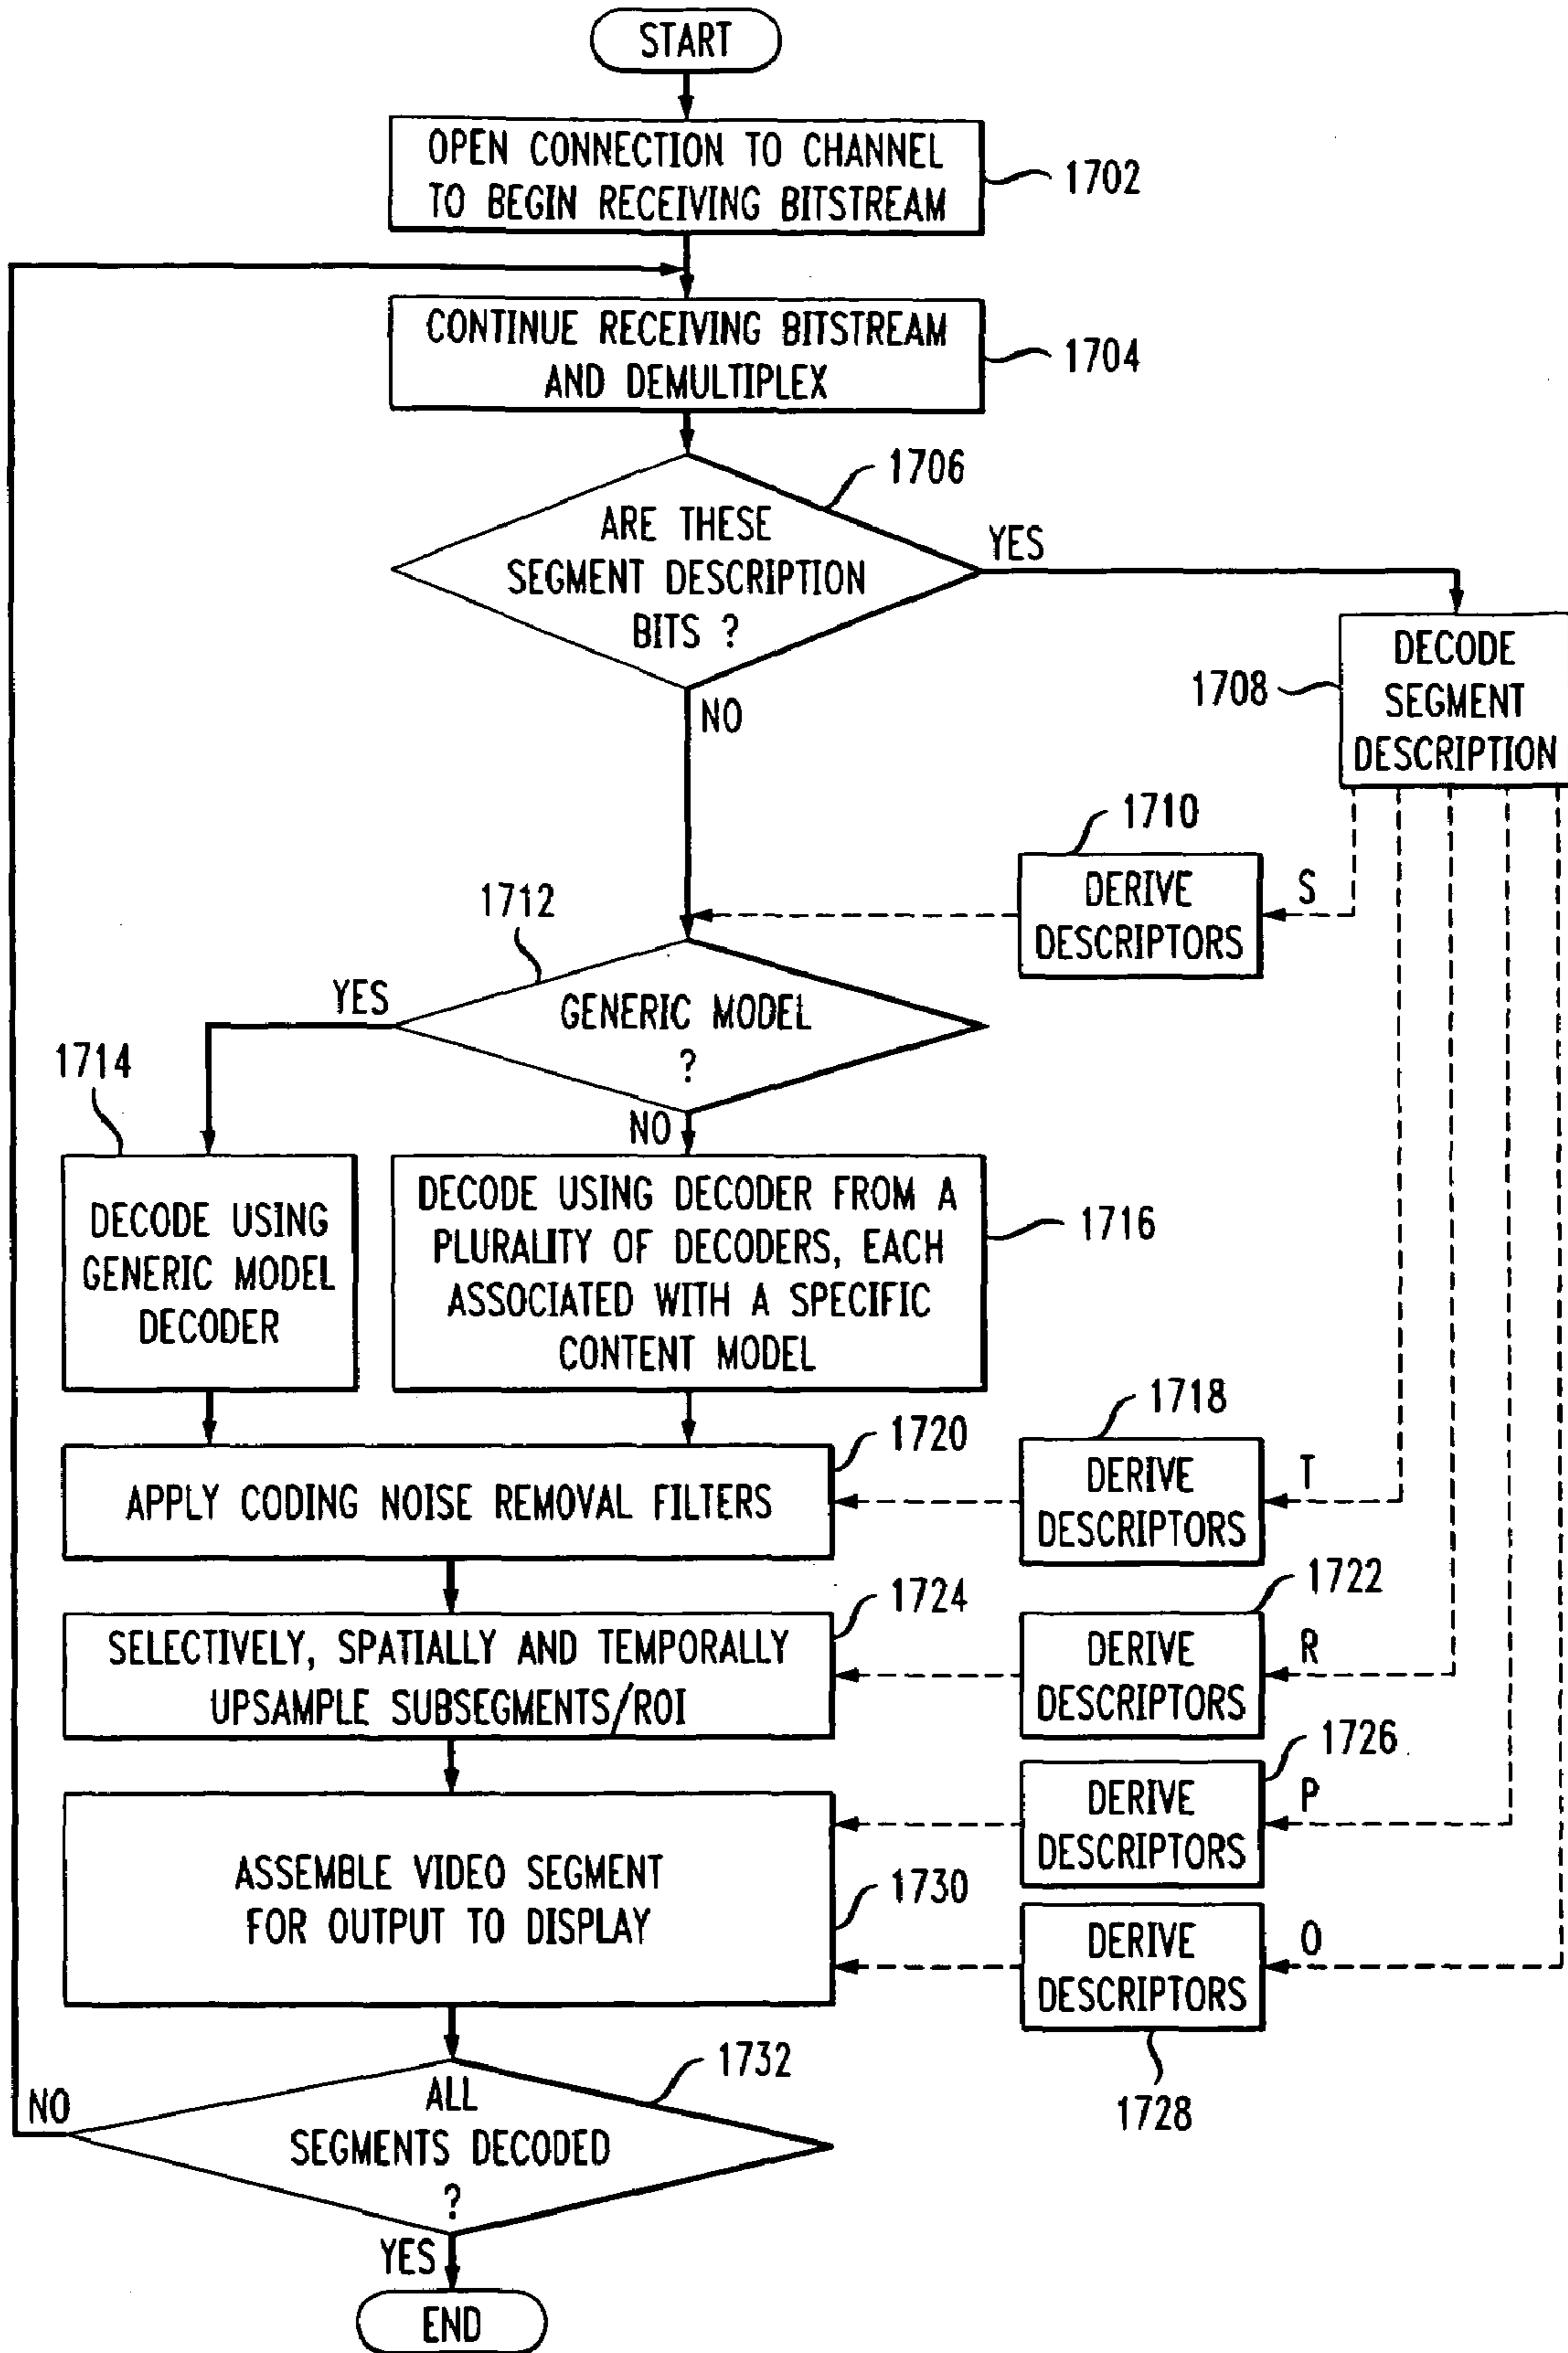 START
OPEN CONNECTION TO CHANNEL
TO BEGIN RECEIVING BITSTREAM
1702
CONTINUE RECEIVING BITSTREAM
AND DEMULTIPLEX
1704
1706
ARE THESE
SEGMENT DESCRIPTION
BITS ?
YES
NO
DECODE
SEGMENT
DESCRIPTION
1708
1710
DERIVE
DESCRIPTORS
S
1712
GENERIC MODEL
?
YES
NO
1714
DECODE USING
GENERIC MODEL
DECODER
DECODE USING DECODER FROM A
PLURALITY OF DECODERS, EACH
ASSOCIATED WITH A SPECIFIC
CONTENT MODEL
1716
1718
DERIVE
DESCRIPTORS
T
1720
APPLY CODING NOISE REMOVAL FILTERS
1722
DERIVE
DESCRIPTORS
R
1724
SELECTIVELY, SPATIALLY AND TEMPORALLY
UPSAMPLE SUBSEGMENTS/ROI
1726
DERIVE
DESCRIPTORS
P
ASSEMBLE VIDEO SEGMENT
FOR OUTPUT TO DISPLAY
1730
DERIVE
DESCRIPTORS
O
1728
1732
ALL
SEGMENTS DECODED
?
NO
YES
END